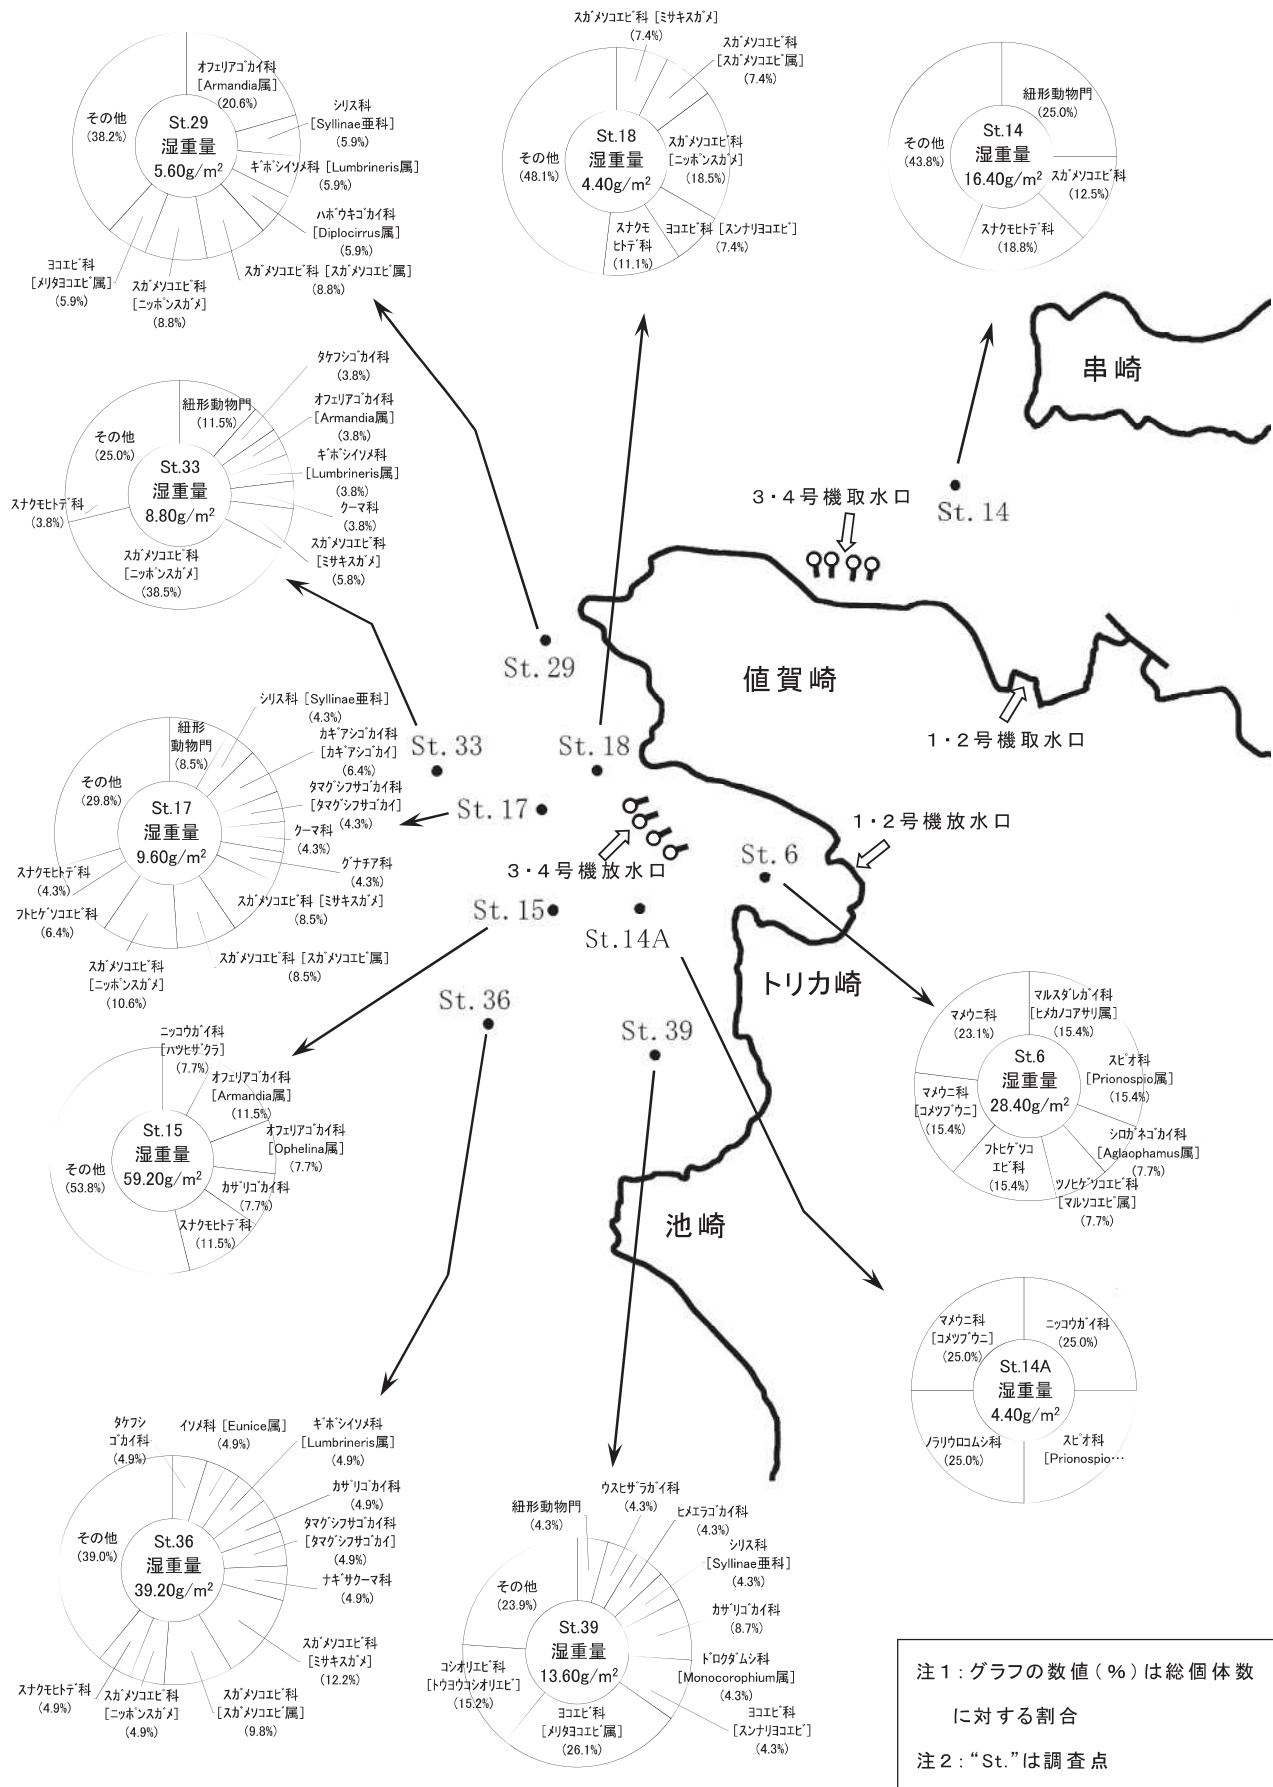 オフェリアゴカイ科
[Armandia属]
(20.6%)
シリス科
[Syllinae亜科]
(5.9%)
ギボシイソメ科 [Lumbrineris属]
(5.9%)
ハボウキゴカイ科
[Diplocirrus属]
(5.9%)
スガメソコエビ科 [スガメソコエビ属]
(8.8%)
スガメソコエビ科
[ニッポンスガメ]
(8.8%)
ヨコエビ科
[メリタヨコエビ属]
(5.9%)
その他
(38.2%)
St.29
湿重量
5.60g/m²
スガメソコエビ科 [ミサキスガメ]
(7.4%)
スガメソコエビ科
[スガメソコエビ属]
(7.4%)
スガメソコエビ科
[ニッポンスガメ]
(18.5%)
ヨコエビ科 [スンナリヨコエビ]
(7.4%)
スナクモ
ヒトデ科
(11.1%)
その他
(48.1%)
St.18
湿重量
4.40g/m²
紐形動物門
(25.0%)
スガメソコエビ科
(12.5%)
スナクモヒトデ科
(18.8%)
その他
(43.8%)
St.14
湿重量
16.40g/m²
串崎
タケフシゴカイ科
(3.8%)
紐形動物門
(11.5%)
オフェリアゴカイ科
[Armandia属]
(3.8%)
ギボシイソメ科
[Lumbrineris属]
(3.8%)
クーマ科
(3.8%)
スガメソコエビ科
[ミサキスガメ]
(5.8%)
スガメソコエビ科
[ニッポンスガメ]
(38.5%)
スナクモヒトデ科
(3.8%)
その他
(25.0%)
St.33
湿重量
8.80g/m²
3・4号機取水口
St.14
St.29
値賀崎
1・2号機取水口
St.33
St.18
St.17
3・4号機放水口
1・2号機放水口
St.6
St.15
St.14A
トリカ崎
St.36
St.39
池崎
シリス科 [Syllinae亜科]
(4.3%)
紐形
動物門
(8.5%)
カギアシゴカイ科
[カギアシゴカイ]
(6.4%)
タマグシフサゴカイ科
[タマグシフサゴカイ]
(4.3%)
クーマ科
(4.3%)
グナチア科
(4.3%)
スガメソコエビ科 [ミサキスガメ]
(8.5%)
スガメソコエビ科 [スガメソコエビ属]
(8.5%)
スガメソコエビ科
[ニッポンスガメ]
(10.6%)
フトヒゲソコエビ科
(6.4%)
スナクモヒトデ科
(4.3%)
その他
(29.8%)
St.17
湿重量
9.60g/m²
ニッコウガイ科
[ハツヒザクラ]
(7.7%)
オフェリアゴカイ科
[Armandia属]
(11.5%)
オフェリアゴカイ科
[Ophelina属]
(7.7%)
カザリゴカイ科
(7.7%)
スナクモヒトデ科
(11.5%)
その他
(53.8%)
St.15
湿重量
59.20g/m²
マルスダレガイ科
[ヒメカノコアサリ属]
(15.4%)
スピオ科
[Prionospio属]
(15.4%)
シロガネゴカイ科
[Aglaophamus属]
(7.7%)
ツノヒゲソコエビ科
[マルソコエビ属]
(7.7%)
フトヒゲソコ
エビ科
(15.4%)
マメウニ科
[コメツブウニ]
(15.4%)
マメウニ科
(23.1%)
St.6
湿重量
28.40g/m²
ニッコウガイ科
(25.0%)
スピオ科
[Prionospio…
ノラリウロコムシ科
(25.0%)
マメウニ科
[コメツブウニ]
(25.0%)
St.14A
湿重量
4.40g/m²
タケフシ
ゴカイ科
(4.9%)
イソメ科 [Eunice属]
(4.9%)
ギボシイソメ科
[Lumbrineris属]
(4.9%)
カザリゴカイ科
(4.9%)
タマグシフサゴカイ科
[タマグシフサゴカイ]
(4.9%)
ナギサクーマ科
(4.9%)
スガメソコエビ科
[ミサキスガメ]
(12.2%)
スガメソコエビ科
[スガメソコエビ属]
(9.8%)
スガメソコエビ科
[ニッポンスガメ]
(4.9%)
スナクモヒトデ科
(4.9%)
その他
(39.0%)
St.36
湿重量
39.20g/m²
紐形動物門
(4.3%)
ウスヒザラガイ科
(4.3%)
ヒメエラゴカイ科
(4.3%)
シリス科
[Syllinae亜科]
(4.3%)
カザリゴカイ科
(8.7%)
ドロクダムシ科
[Monocorophium属]
(4.3%)
ヨコエビ科
[スンナリヨコエビ]
(4.3%)
ヨコエビ科
[メリタヨコエビ属]
(26.1%)
コシオリエビ科
[トウヨウコシオリエビ]
(15.2%)
その他
(23.9%)
St.39
湿重量
13.60g/m²
注1:グラフの数値(%)は総個体数
に対する割合
注2:“St.”は調査点